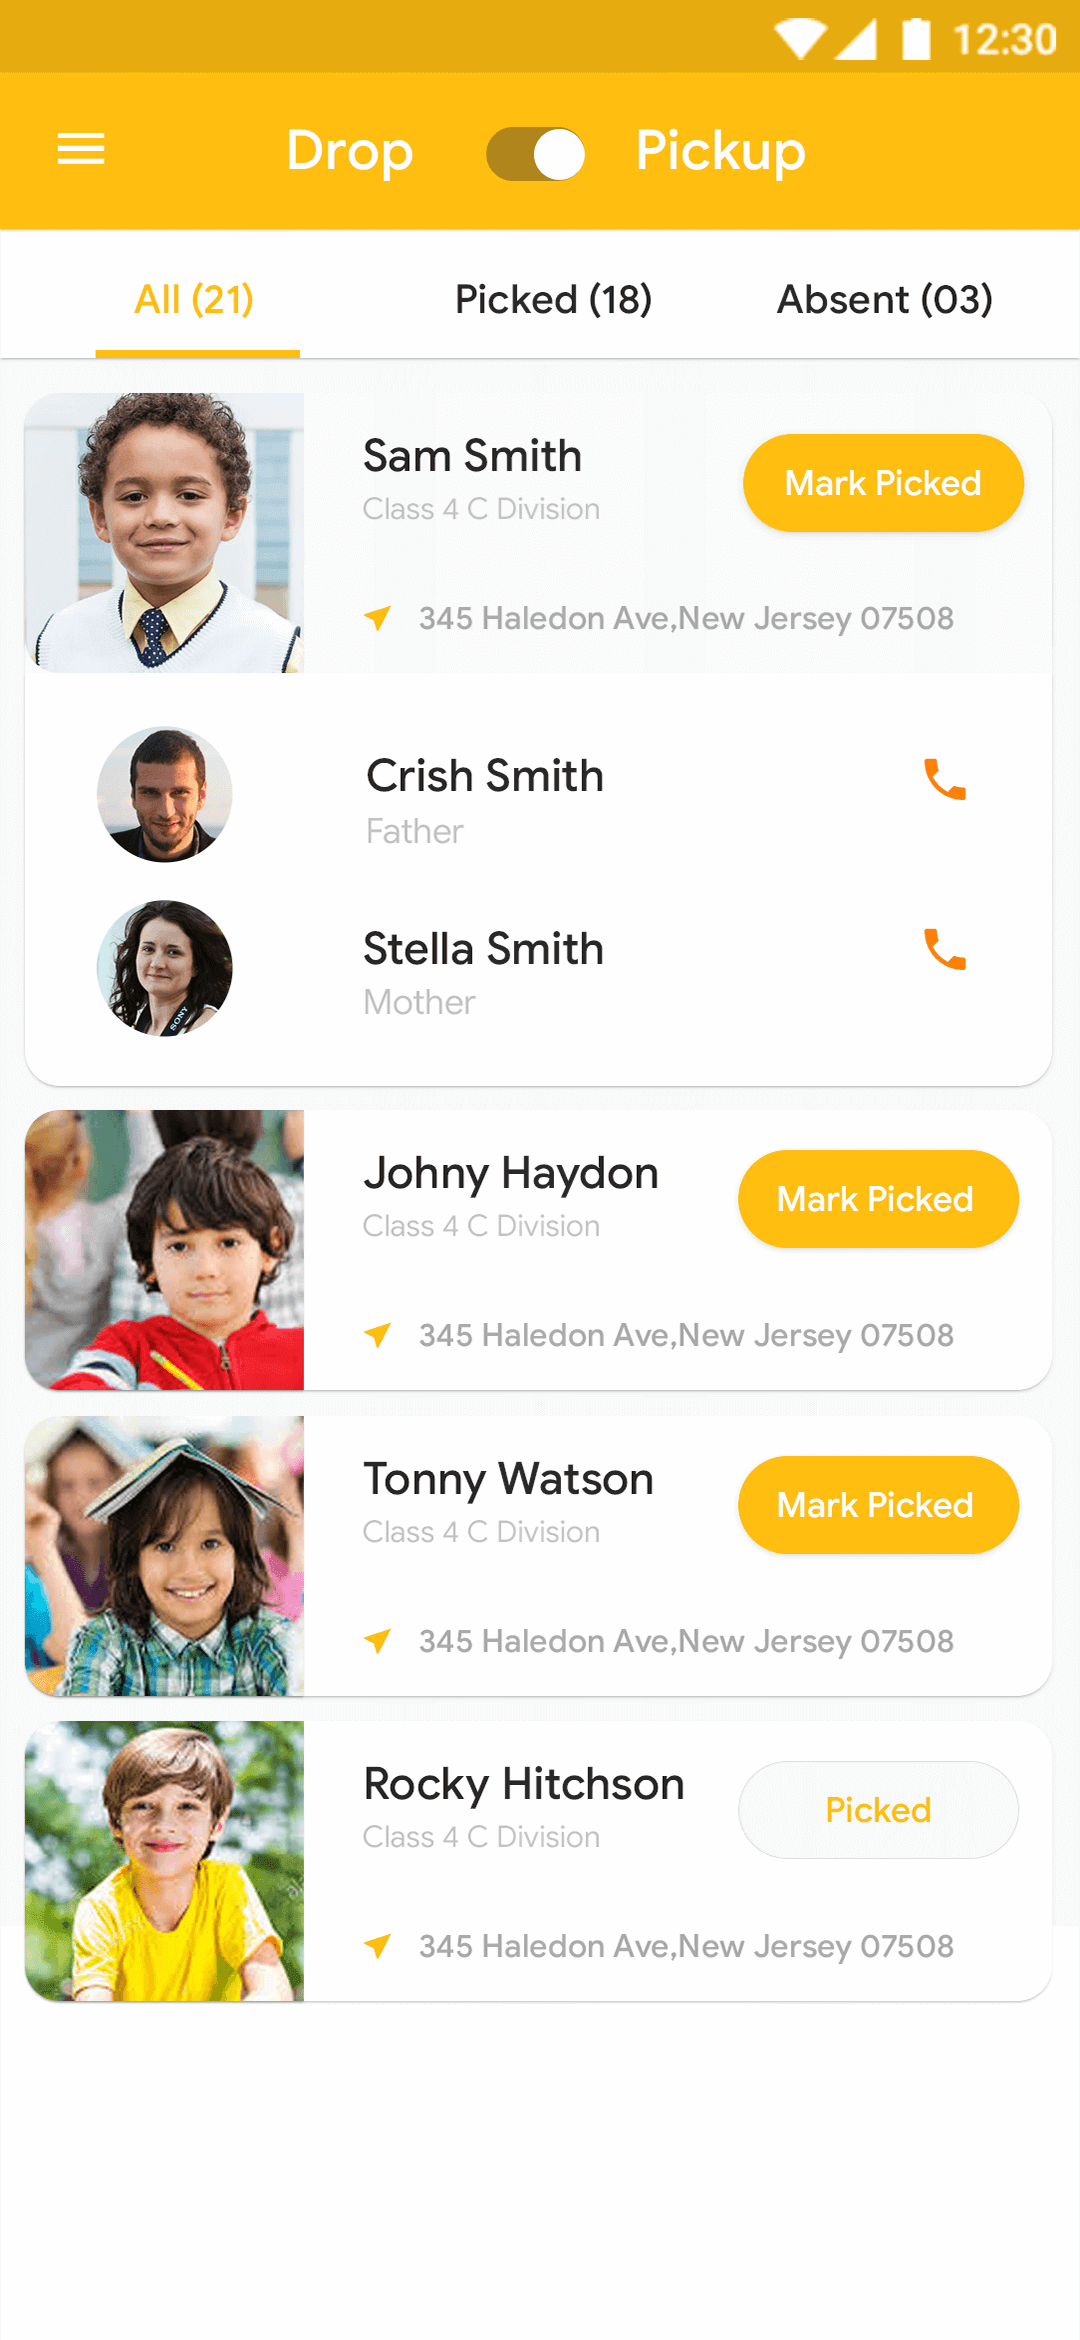 12:30
Drop Pickup
All (21) Picked (18) Absent (03)
Sam Smith
Mark Picked
Class 4 C Division
345 Haledon Ave,New Jersey 07508
Crish Smith
Father
Stella Smith
Mother
SONY
Johny Haydon
Mark Picked
Class 4 C Division
345 Haledon Ave,New Jersey 07508
Tonny Watson
Mark Picked
Class 4 C Division
345 Haledon Ave,New Jersey 07508
Rocky Hitchson
Picked
Class 4 C Division
345 Haledon Ave,New Jersey 07508